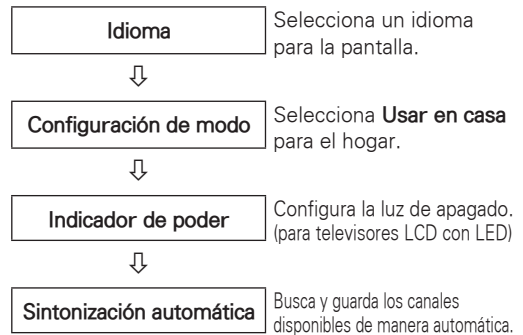 Idioma
Selecciona un idioma
para la pantalla.
Configuración de modo
Selecciona Usar en casa
para el hogar.
Indicador de poder
Configura la luz de apagado.
(para televisores LCD con LED)
Sintonización automática
Busca y guarda los canales
disponibles de manera automática.